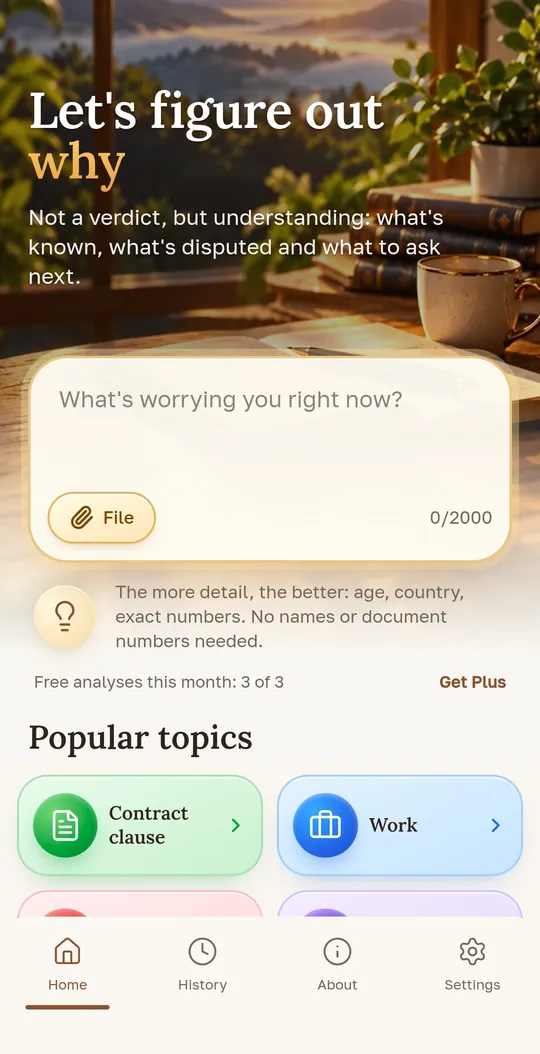 Let's figure out
why
Not a verdict, but understanding: what's
known, what's disputed and what to ask
next.
What's worrying you right now?
File
0/2000
The more detail, the better: age, country,
exact numbers. No names or document
numbers needed.
Free analyses this month: 3 of 3
Get Plus
Popular topics
Contract
clause
Work
Home
History
About
Settings